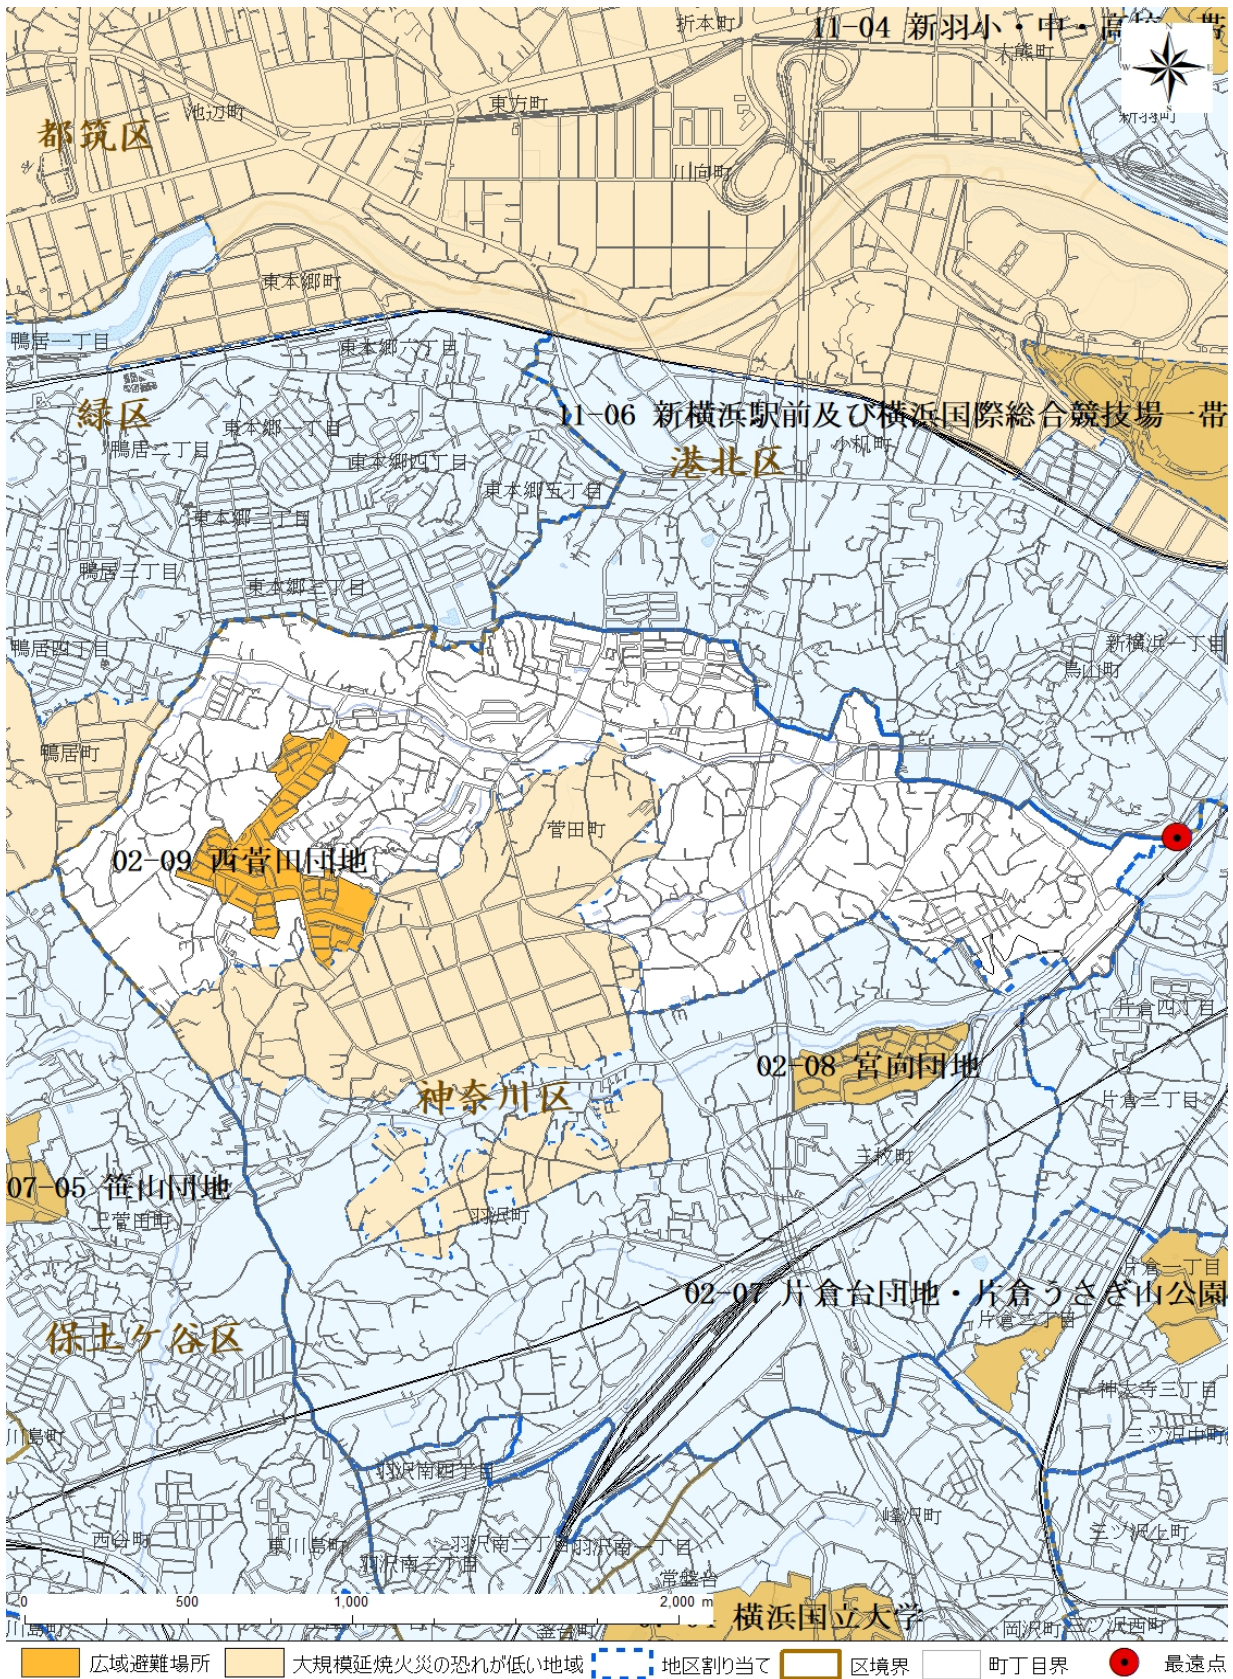 折本町
11-04 新羽小・中・高校一帯
N
W
E
S
大熊町
新羽町
池辺町
東方町
都筑区
川向町
東本郷町
鴨居一丁目
東本郷六丁目
緑区
東本郷一丁目
11-06 新横浜駅前及び横浜国際総合競技場一帯
鴨居二丁目
小机町
東本郷四丁目
港北区
東本郷五丁目
東本郷二丁目
鴨居三丁目
東本郷三丁目
鴨居四丁目
新横浜一丁目
鳥山町
鴨居町
菅田町
02-09 西菅田団地
片倉四丁目
02-08 宮向団地
神奈川区
片倉三丁目
三枚町
07-05 笹山団地
上菅田町
羽沢町
片倉一丁目
02-07 片倉台団地・片倉うさぎ山公園
片倉二丁目
保土ケ谷区
神大寺三丁目
川島町
三ツ沢中町
羽沢南四丁目
峰沢町
西谷町
東川島町
羽沢南二丁目
羽沢南一丁目
三ツ沢上町
羽沢南三丁目
常盤台
0 500 1,000 2,000 m
横浜国立大学
川島町
釜台町
岡沢町
三ツ沢西町
広域避難場所 大規模延焼火災の恐れが低い地域 地区割り当て 区境界 町丁目界 最遠点